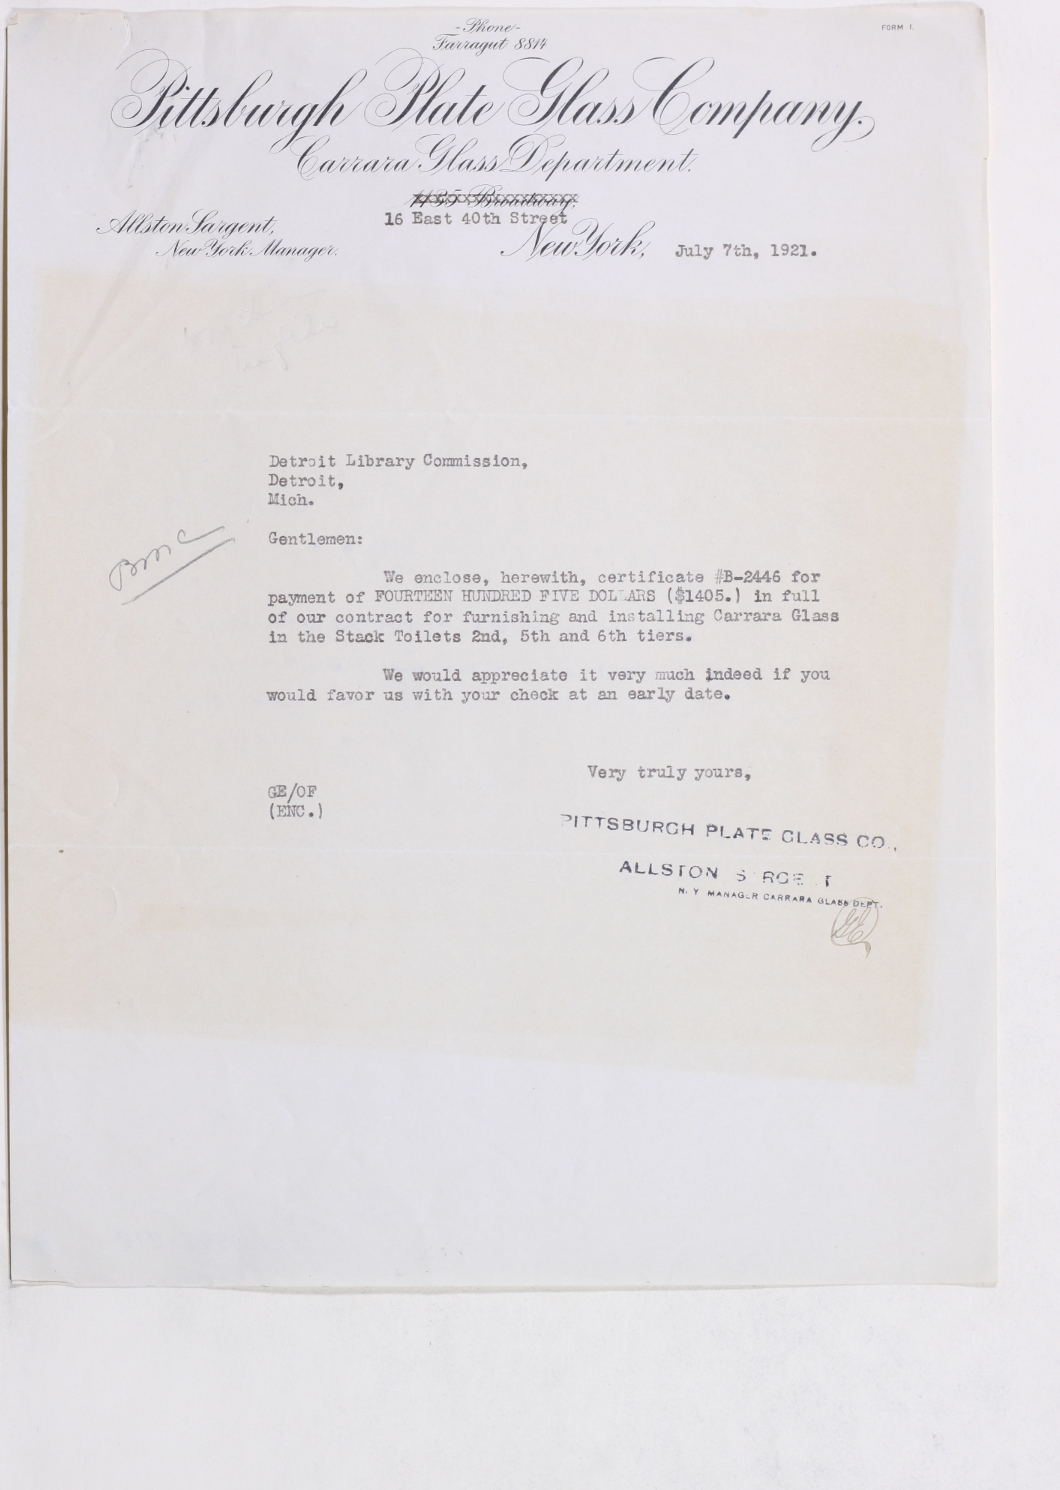 -Phone-
Farragut 8814
FORM 1.
Pittsburgh Plate Glass Company.
Carrara Glass Department.
1135 Broadway.
16 East 40th Street
Allston Sargent,
New York Manager.
New York, July 7th, 1921.
Detroit Library Commission,
Detroit,
Mich.
Gentlemen:
BMC
We enclose, herewith, certificate #B-2446 for
payment of FOURTEEN HUNDRED FIVE DOLLARS ($1405.) in full
of our contract for furnishing and installing Carrara Glass
in the Stack Toilets 2nd, 5th and 6th tiers.
We would appreciate it very much indeed if you
would favor us with your check at an early date.
Very truly yours,
GE/OF
(ENC.)
PITTSBURGH PLATE GLASS CO.,
ALLSTON S RGE T
N. Y MANAGER CARRARA GLASS DEPT.
GE